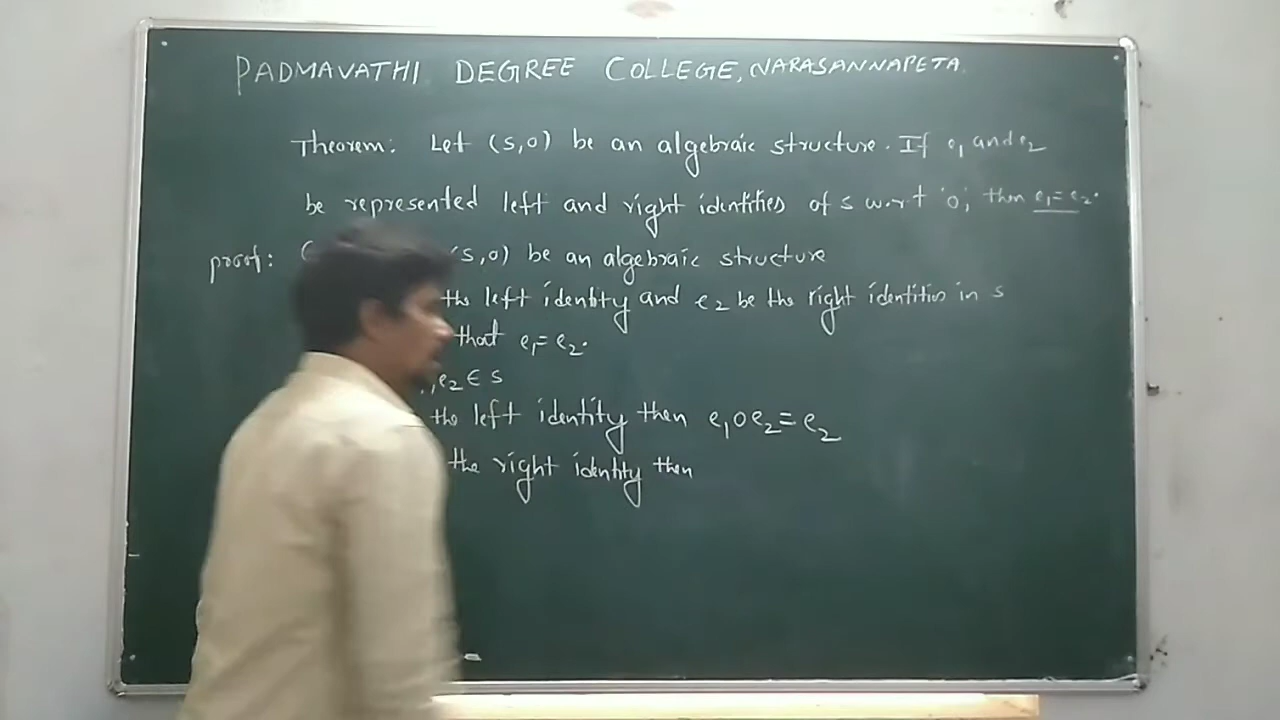 PADMAVATHI DEGREE COLLEGE, NARASANNAPETA
Theorem: Let (S,o) be an algebraic structure. If e₁ and e₂
be represented left and right identities of S w.r.t 'o', then e₁=e₂.
proof: (S,o) be an algebraic structure
the left identity and e₂ be the right identities in S
that e₁=e₂.
,e₂ ∈ S
the left identity then e₁oe₂=e₂
the right identity then